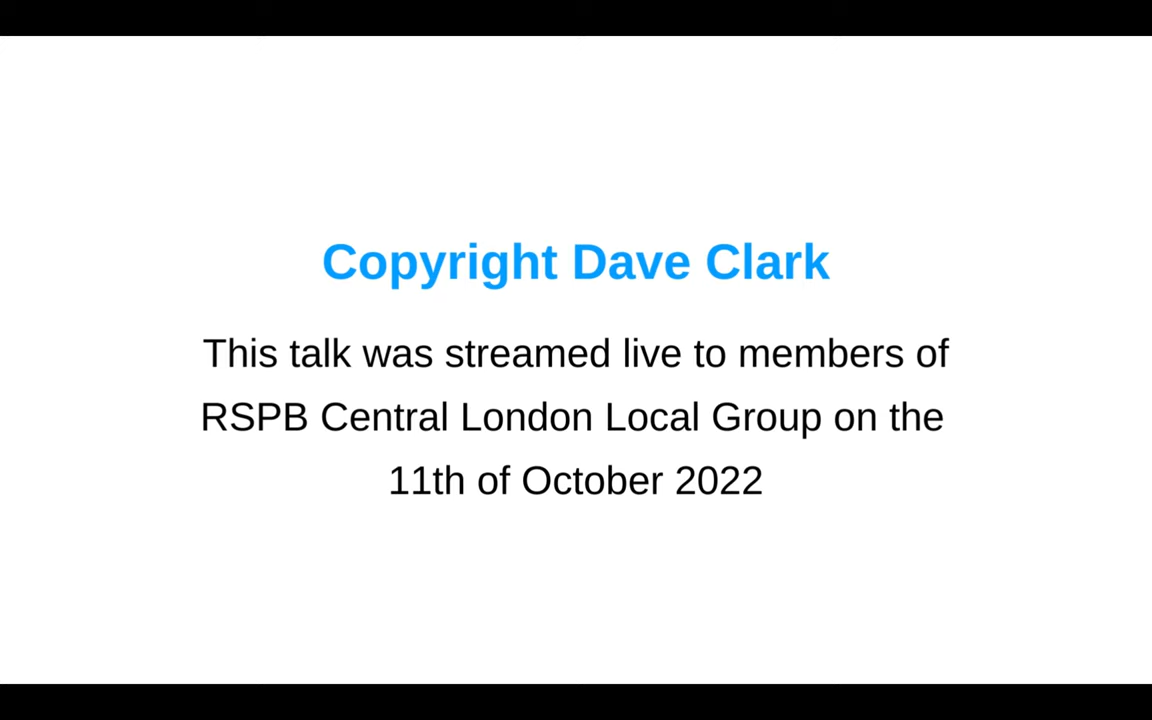 Copyright Dave Clark
This talk was streamed live to members of
RSPB Central London Local Group on the
11th of October 2022